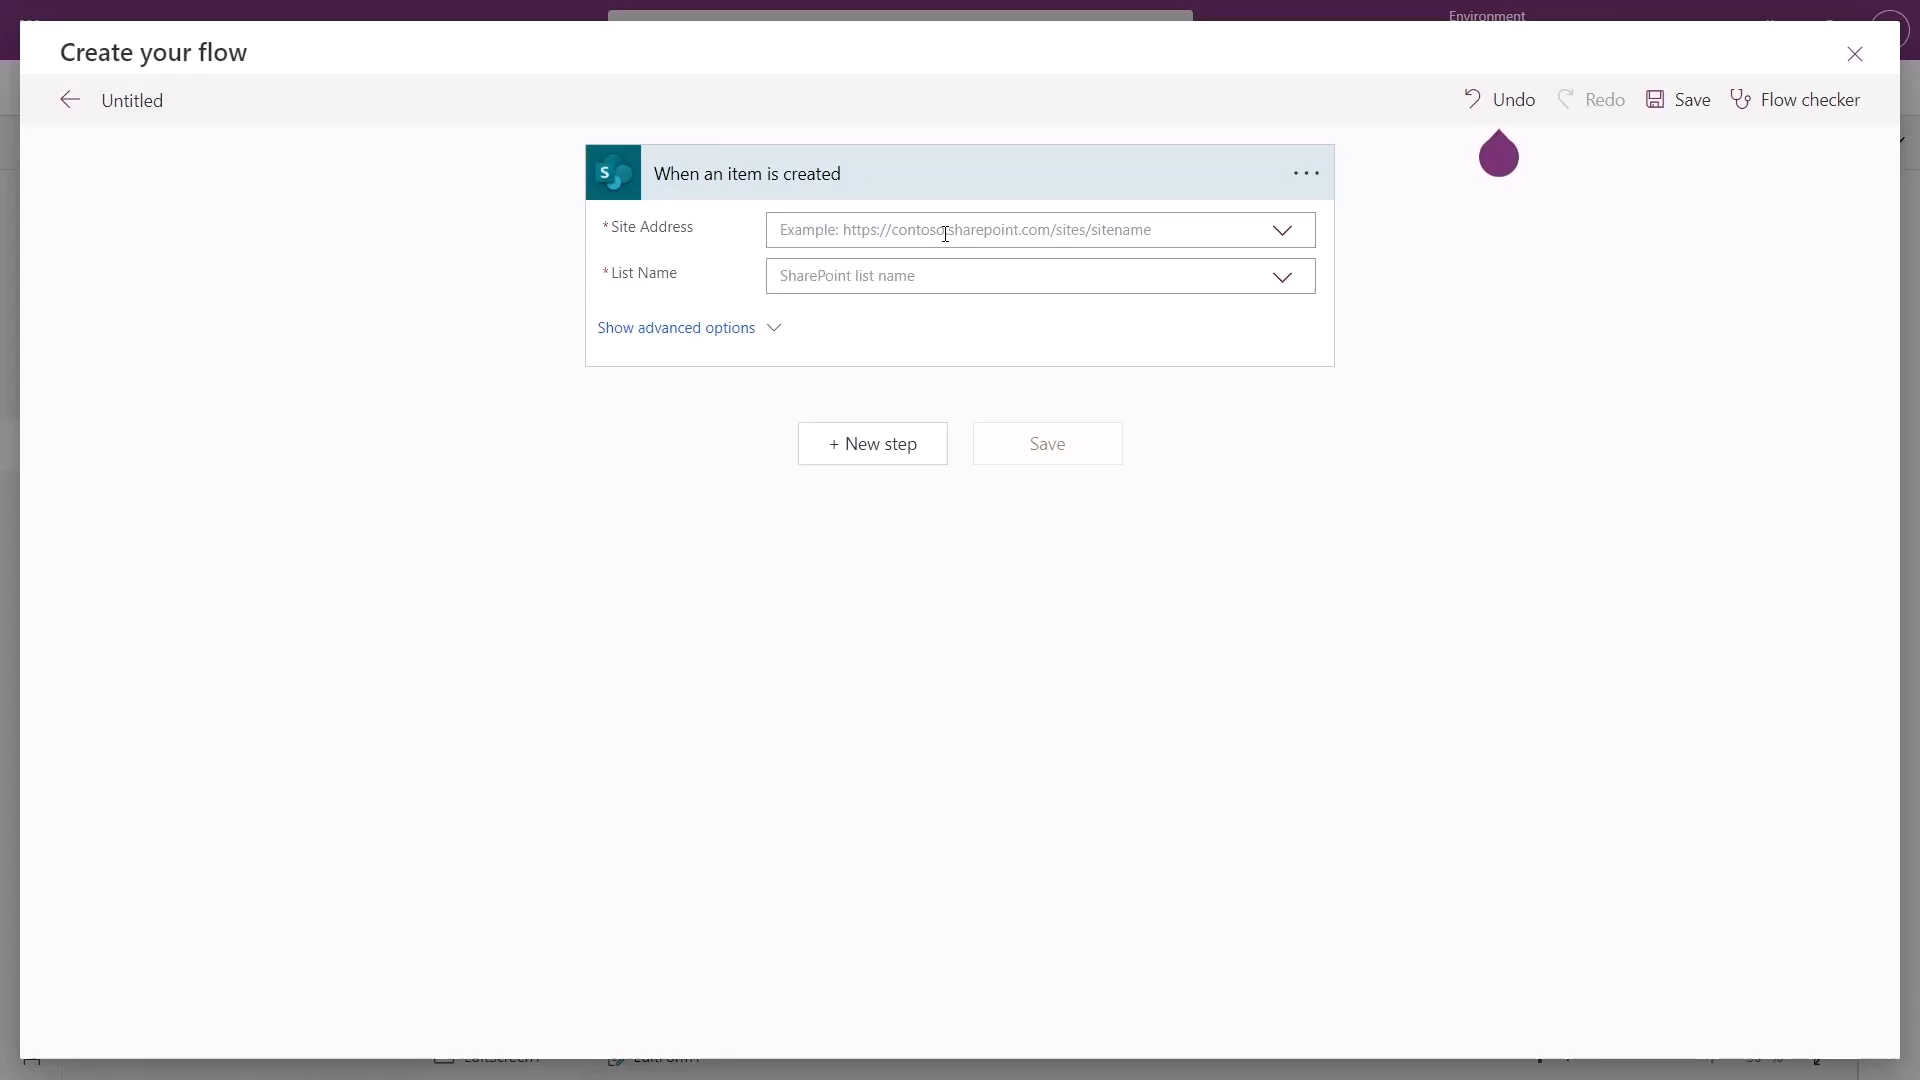 Environment
Create your flow
Untitled
Undo
Redo
Save
Flow checker
S
When an item is created
* Site Address
Example: https://contoso.sharepoint.com/sites/sitename
* List Name
SharePoint list name
Show advanced options
+ New step
Save